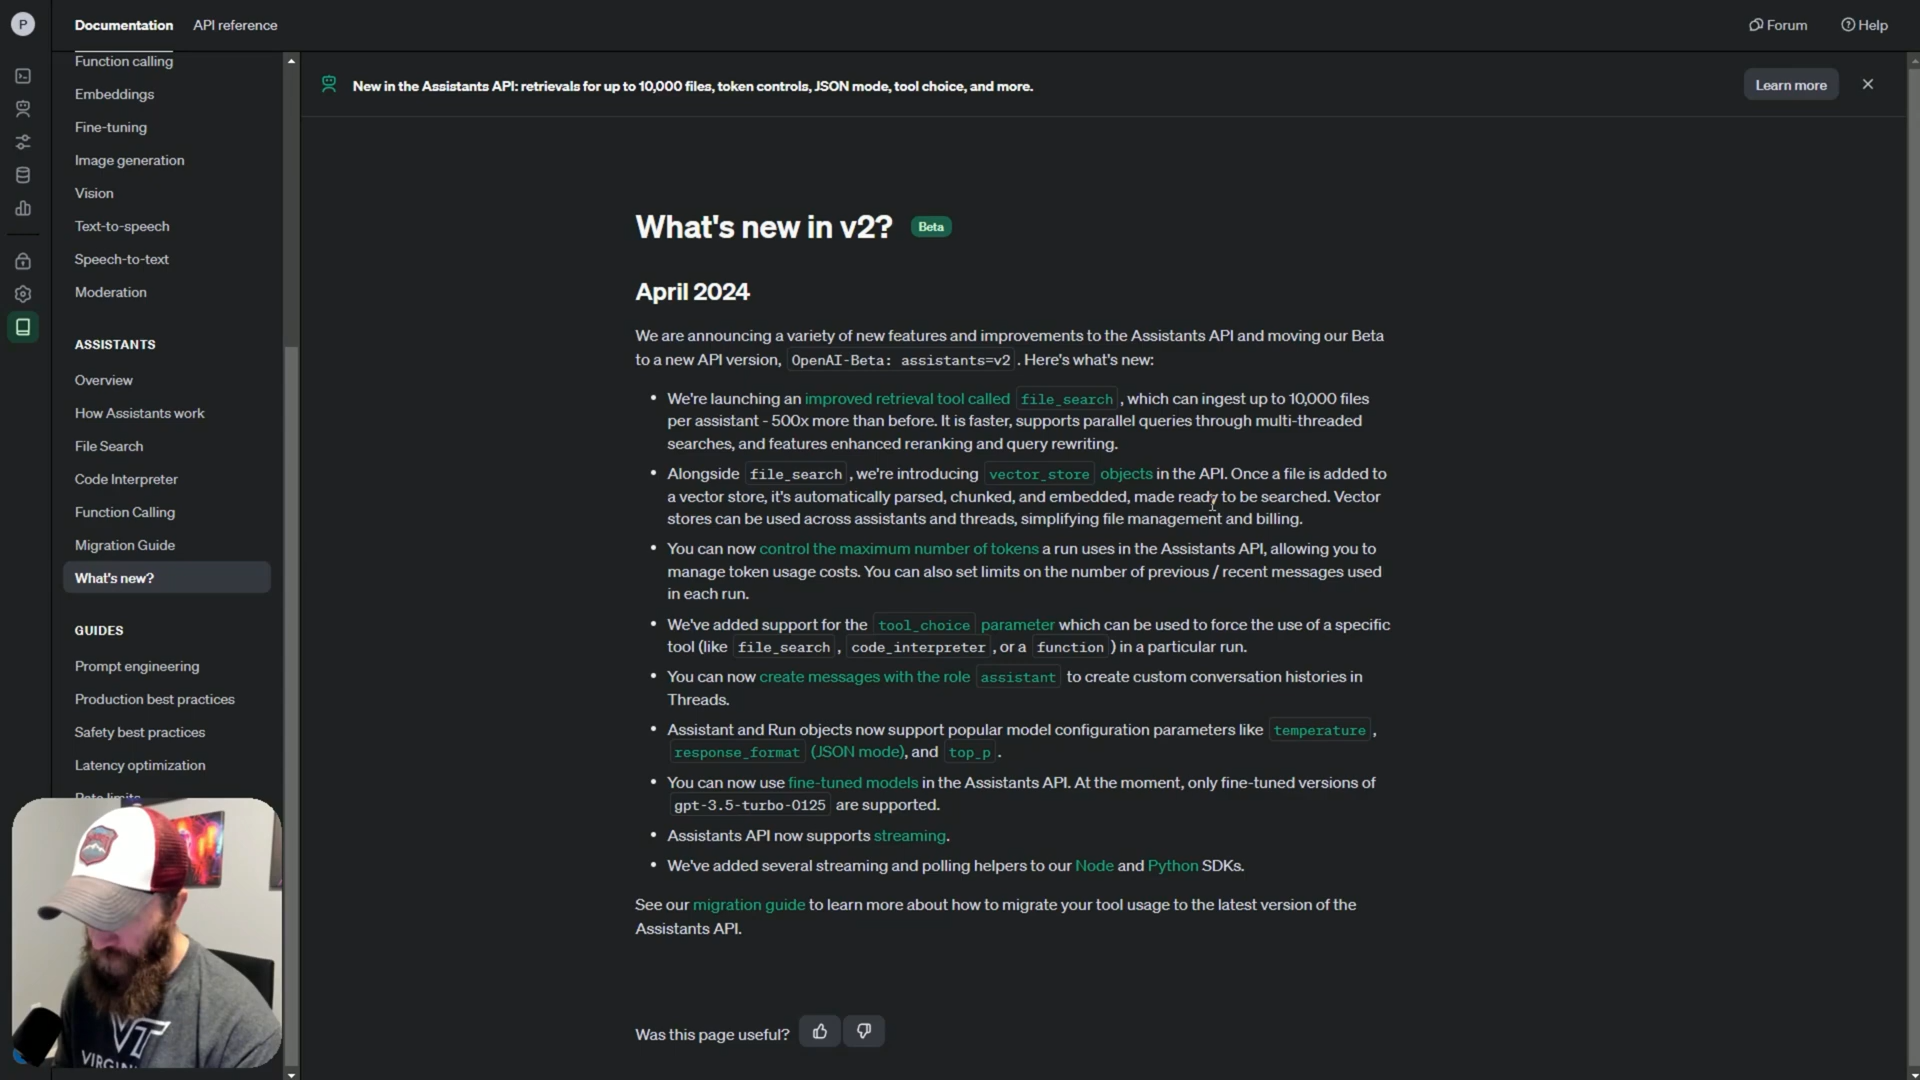 P
Documentation
API reference
Forum
Help
Function calling
Embeddings
Fine-tuning
Image generation
Vision
Text-to-speech
Speech-to-text
Moderation
ASSISTANTS
Overview
How Assistants work
File Search
Code Interpreter
Function Calling
Migration Guide
What's new?
GUIDES
Prompt engineering
Production best practices
Safety best practices
Latency optimization
New in the Assistants API: retrievals for up to 10,000 files, token controls, JSON mode, tool choice, and more.
Learn more
What's new in v2? Beta
April 2024
We are announcing a variety of new features and improvements to the Assistants API and moving our Beta
to a new API version, OpenAI-Beta: assistants=v2 . Here's what's new:
• We're launching an improved retrieval tool called file_search , which can ingest up to 10,000 files
per assistant - 500x more than before. It is faster, supports parallel queries through multi-threaded
searches, and features enhanced reranking and query rewriting.
• Alongside file_search , we're introducing vector_store objects in the API. Once a file is added to
a vector store, it's automatically parsed, chunked, and embedded, made ready to be searched. Vector
stores can be used across assistants and threads, simplifying file management and billing.
• You can now control the maximum number of tokens a run uses in the Assistants API, allowing you to
manage token usage costs. You can also set limits on the number of previous / recent messages used
in each run.
• We've added support for the tool_choice parameter which can be used to force the use of a specific
tool (like file_search , code_interpreter , or a function ) in a particular run.
• You can now create messages with the role assistant to create custom conversation histories in
Threads.
• Assistant and Run objects now support popular model configuration parameters like temperature ,
response_format (JSON mode), and top_p .
• You can now use fine-tuned models in the Assistants API. At the moment, only fine-tuned versions of
gpt-3.5-turbo-0125 are supported.
• Assistants API now supports streaming.
• We've added several streaming and polling helpers to our Node and Python SDKs.
See our migration guide to learn more about how to migrate your tool usage to the latest version of the
Assistants API.
Was this page useful?
VT